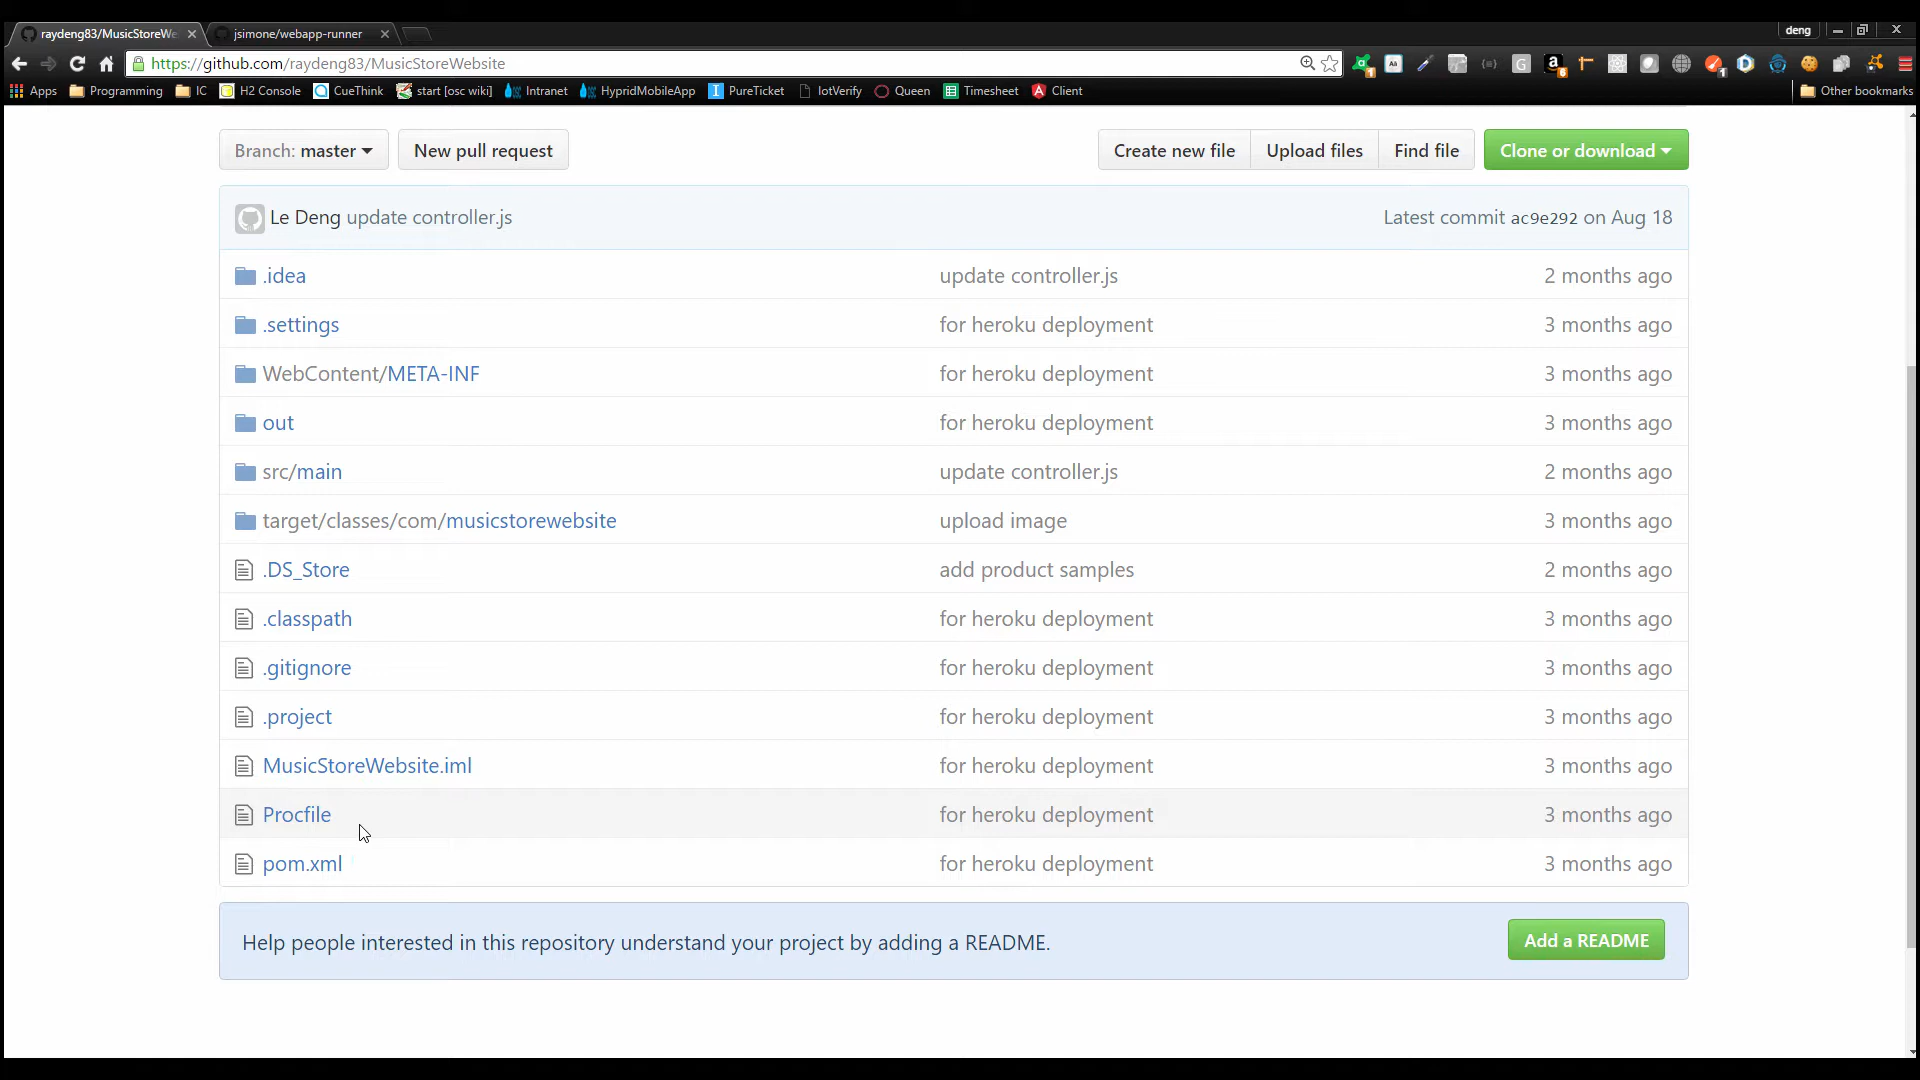 raydeng83/MusicStoreWe
jsimone/webapp-runner
deng
https://github.com/raydeng83/MusicStoreWebsite
Apps Programming IC H2 Console CueThink start [osc wiki] Intranet HypridMobileApp PureTicket IotVerify Queen Timesheet Client Other bookmarks
Branch: master New pull request Create new file Upload files Find file Clone or download
Le Deng update controller.js Latest commit ac9e292 on Aug 18
.idea update controller.js 2 months ago
.settings for heroku deployment 3 months ago
WebContent/META-INF for heroku deployment 3 months ago
out for heroku deployment 3 months ago
src/main update controller.js 2 months ago
target/classes/com/musicstorewebsite upload image 3 months ago
.DS_Store add product samples 2 months ago
.classpath for heroku deployment 3 months ago
.gitignore for heroku deployment 3 months ago
.project for heroku deployment 3 months ago
MusicStoreWebsite.iml for heroku deployment 3 months ago
Procfile for heroku deployment 3 months ago
pom.xml for heroku deployment 3 months ago
Help people interested in this repository understand your project by adding a README. Add a README